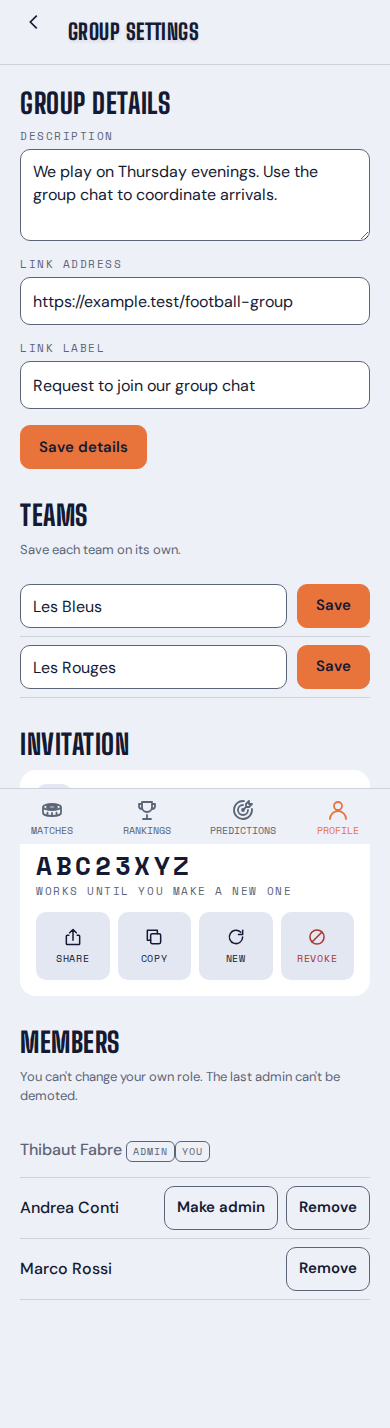 GROUP SETTINGS
GROUP DETAILS
DESCRIPTION
We play on Thursday evenings. Use the
group chat to coordinate arrivals.
LINK ADDRESS
https://example.test/football-group
LINK LABEL
Request to join our group chat
Save details
TEAMS
Save each team on its own.
Les Bleus Save
Les Rouges Save
INVITATION
MATCHES RANKINGS PREDICTIONS PROFILE
ABC23XYZ
WORKS UNTIL YOU MAKE A NEW ONE
SHARE COPY NEW REVOKE
MEMBERS
You can't change your own role. The last admin can't be
demoted.
Thibaut Fabre ADMIN YOU
Andrea Conti Make admin Remove
Marco Rossi Remove